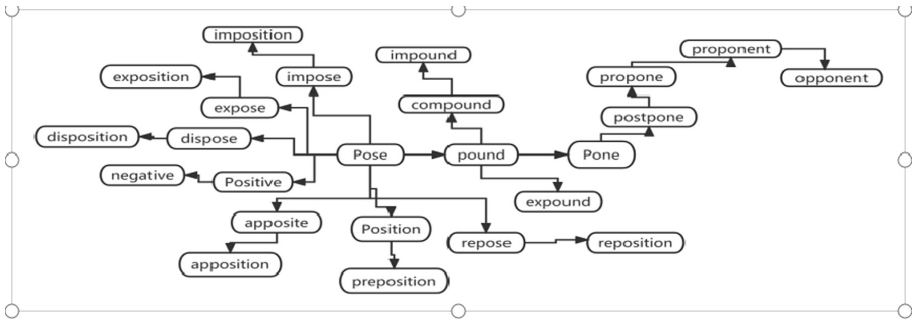 imposition
proponent
impound
exposition
impose
propone
opponent
expose
compound
postpone
disposition
dispose
Pose
pound
Pone
negative
Positive
expound
apposite
Position
repose
reposition
apposition
preposition